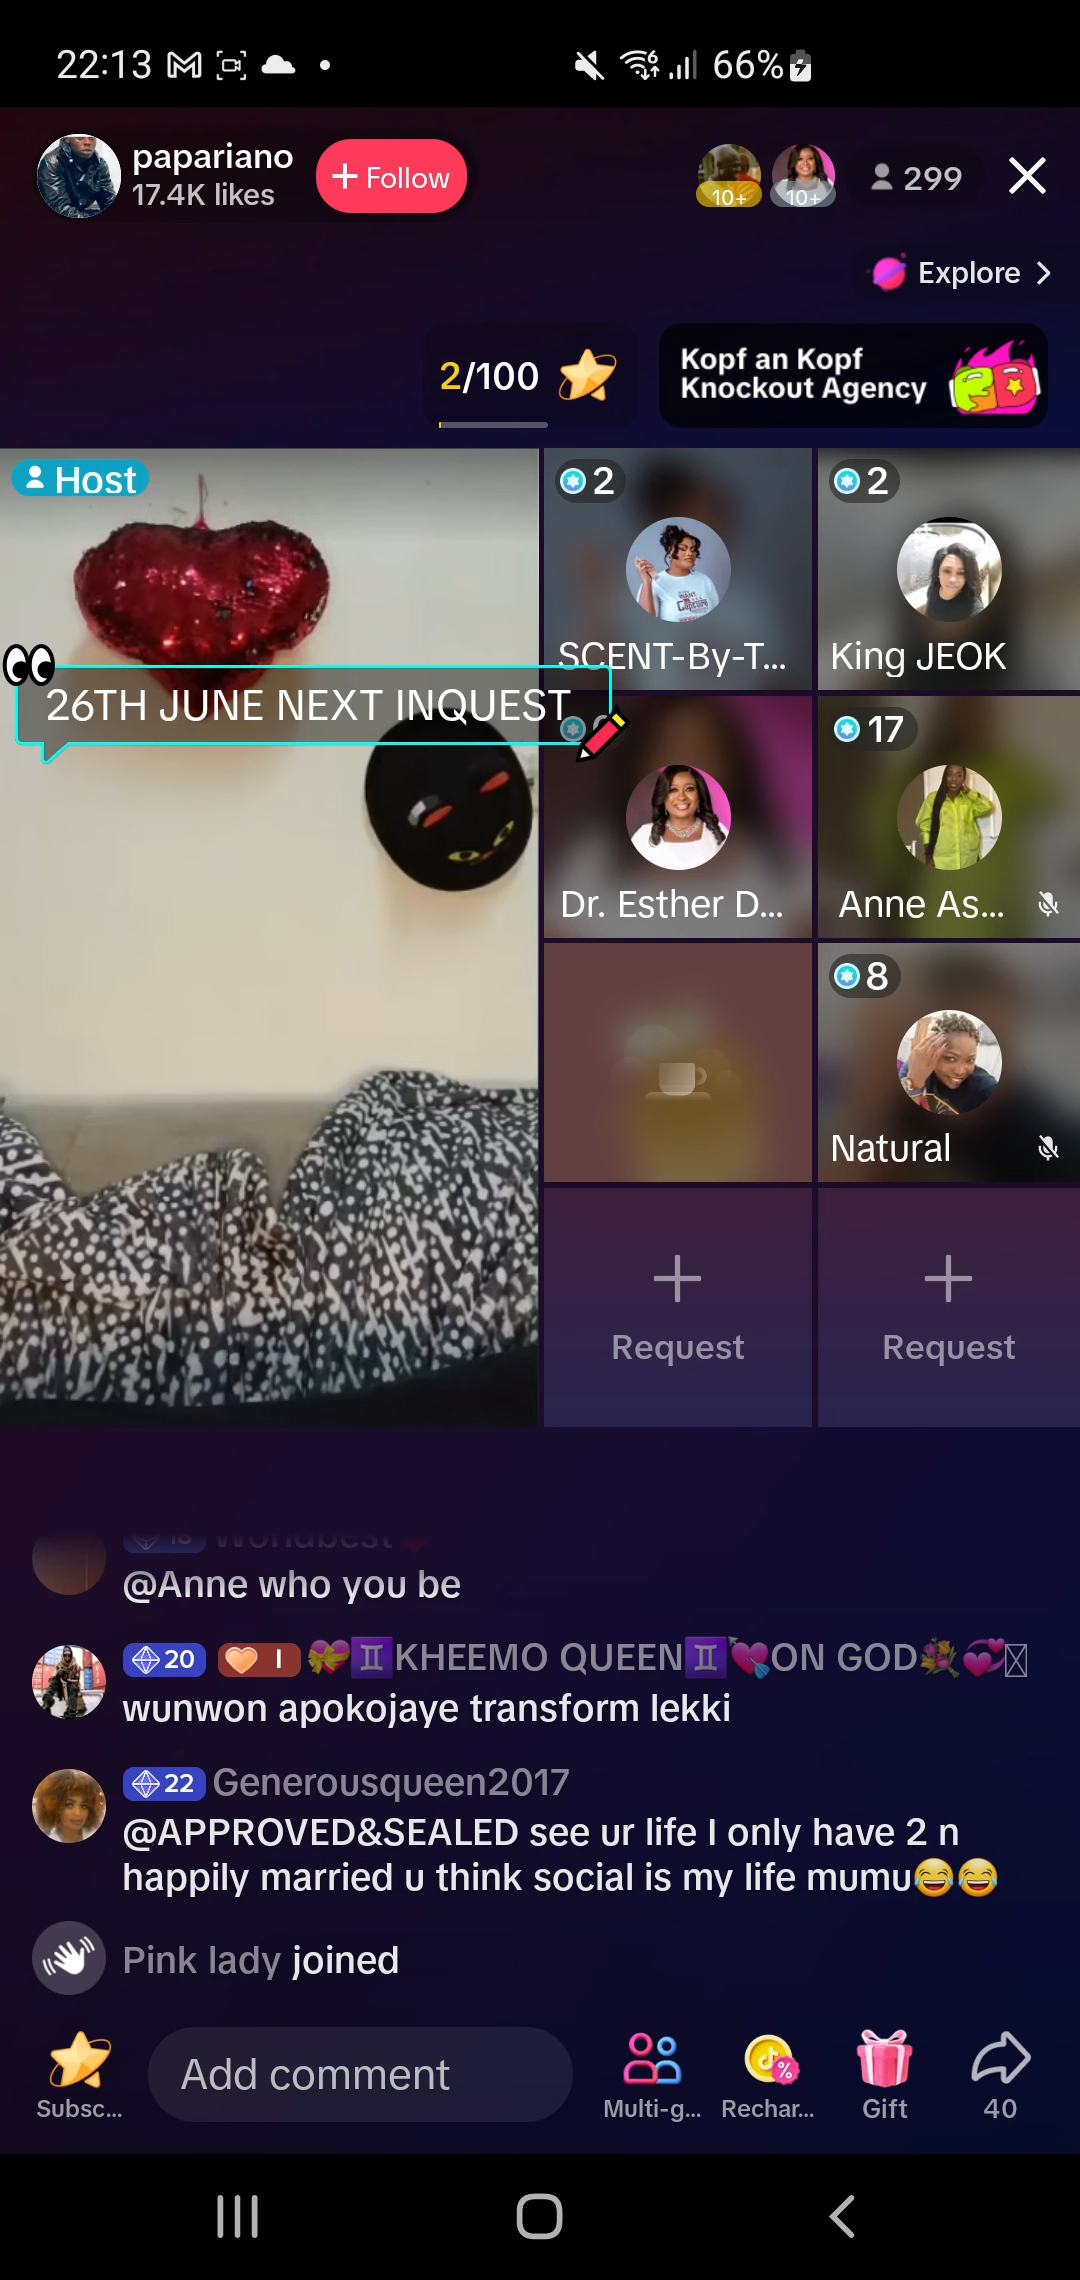 22:13
66%
papariano
17.4K likes
+ Follow
10+
10+
299
Explore
2/100
Kopf an Kopf
Knockout Agency
Host
2
2
SCENT-By-T...
King JEOK
26TH JUNE NEXT INQUEST
17
Dr. Esther D...
Anne As...
8
Natural
Request
Request
18 Worldbest
@Anne who you be
20 I KHEEMO QUEEN ON GOD
wunwon apokojaye transform lekki
22 Generousqueen2017
@APPROVED&SEALED see ur life I only have 2 n
happily married u think social is my life mumu😂😂
Pink lady joined
Subsc...
Add comment
Multi-g...
Rechar...
Gift
40